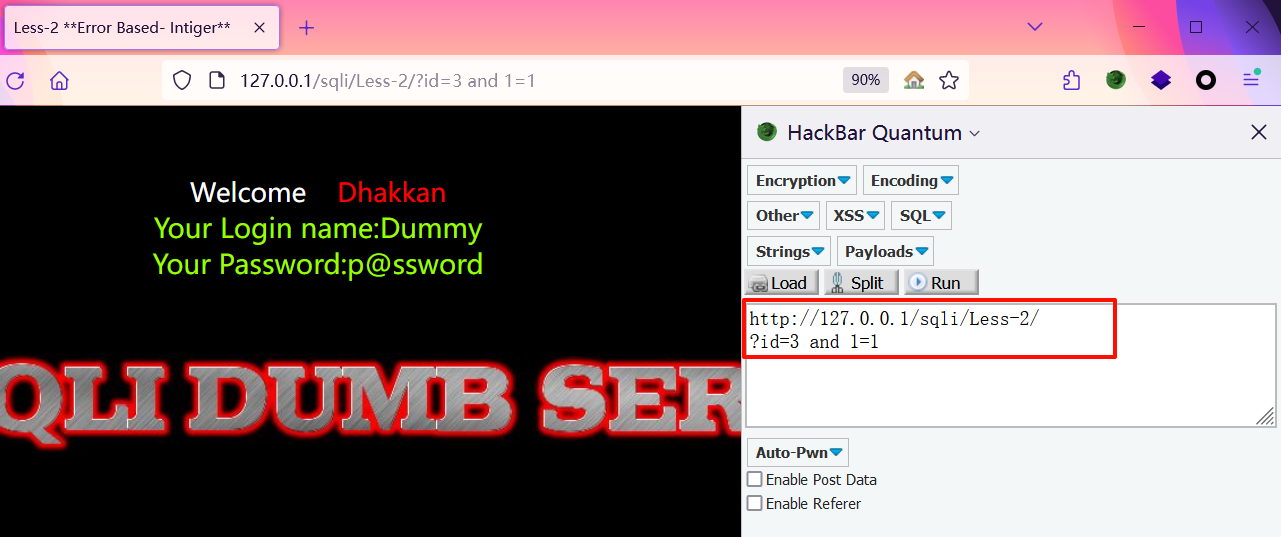 Less-2 **Error Based- Intiger**
127.0.0.1/sqli/Less-2/?id=3 and 1=1
90%
HackBar Quantum
Welcome    Dhakkan
Your Login name:Dummy
Your Password:p@ssword
QLI DUMB SER
Encryption
Encoding
Other
XSS
SQL
Strings
Payloads
Load
Split
Run
http://127.0.0.1/sqli/Less-2/
?id=3 and 1=1
Auto-Pwn
Enable Post Data
Enable Referer